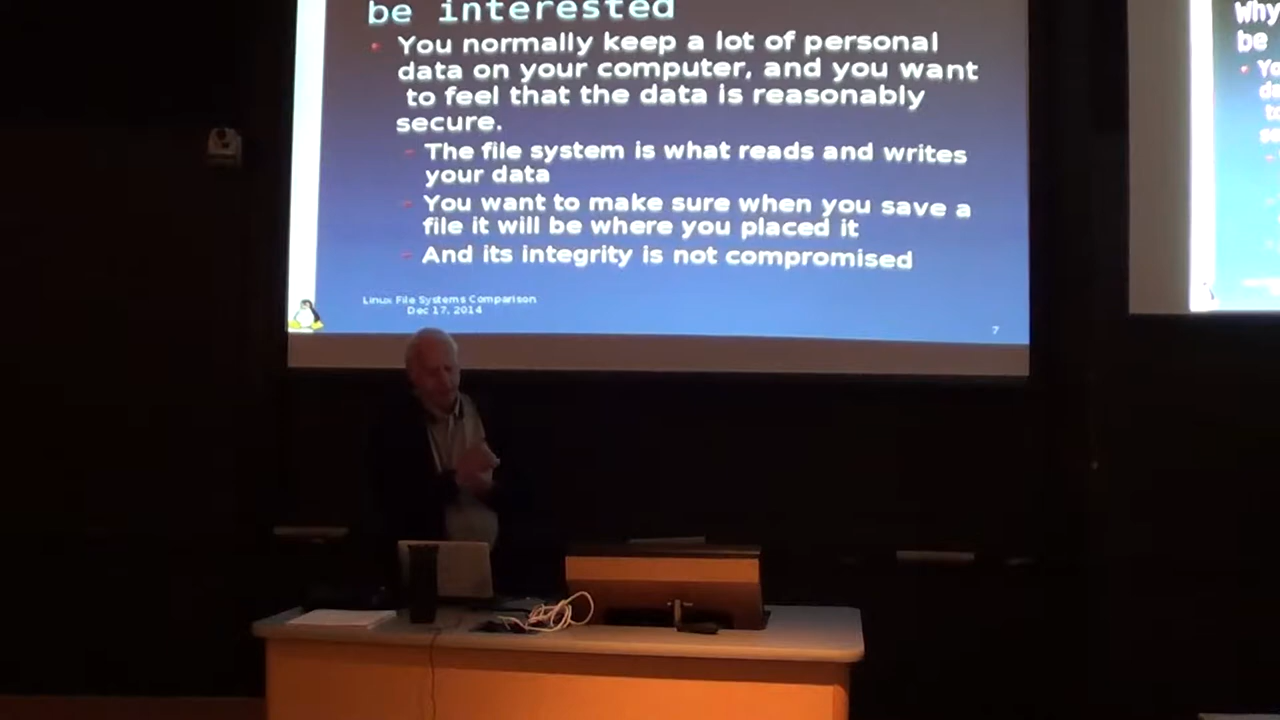 be interested
You normally keep a lot of personal
data on your computer, and you want
to feel that the data is reasonably
secure.
The file system is what reads and writes
your data
You want to make sure when you save a
file it will be where you placed it
And its integrity is not compromised
Linux File Systems Comparison
Dec 17, 2014
7
Why
be